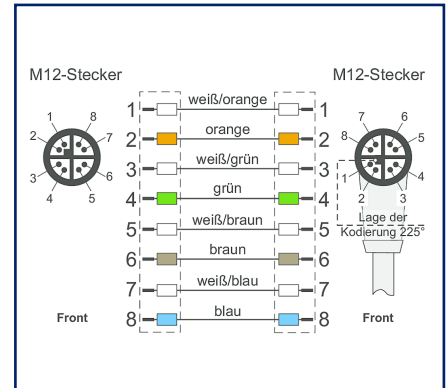 M12-Stecker
M12-Stecker
1 8
2 7
3 6
4 5
1 weiß/orange 1
2 orange 2
3 weiß/grün 3
4 grün 4
5 weiß/braun 5
6 braun 6
7 weiß/blau 7
8 blau 8
7 6
8 5
1 4
2 3
Lage der
Kodierung 225°
Front
Front